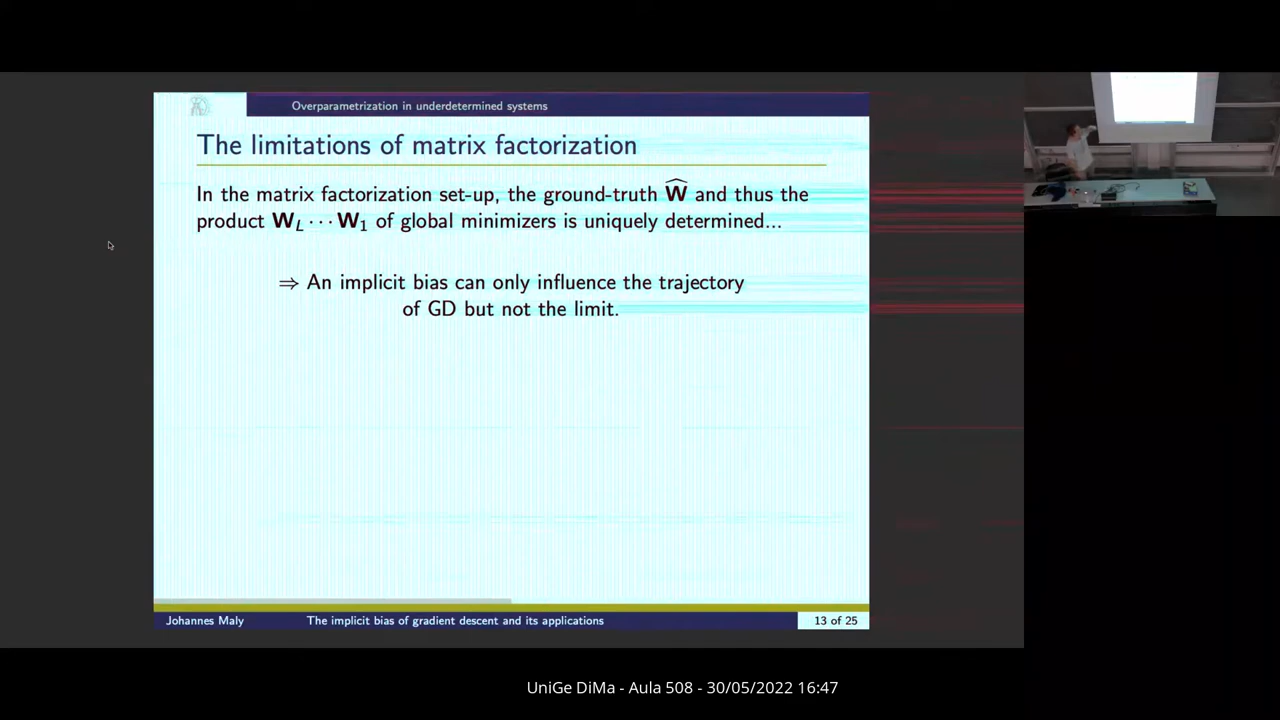 Overparametrization in underdetermined systems
The limitations of matrix factorization
In the matrix factorization set-up, the ground-truth Ŵ and thus the
product W_L ⋯ W_1 of global minimizers is uniquely determined...
⇒ An implicit bias can only influence the trajectory
of GD but not the limit.
Johannes Maly The implicit bias of gradient descent and its applications 13 of 25
UniGe DiMa - Aula 508 - 30/05/2022 16:47